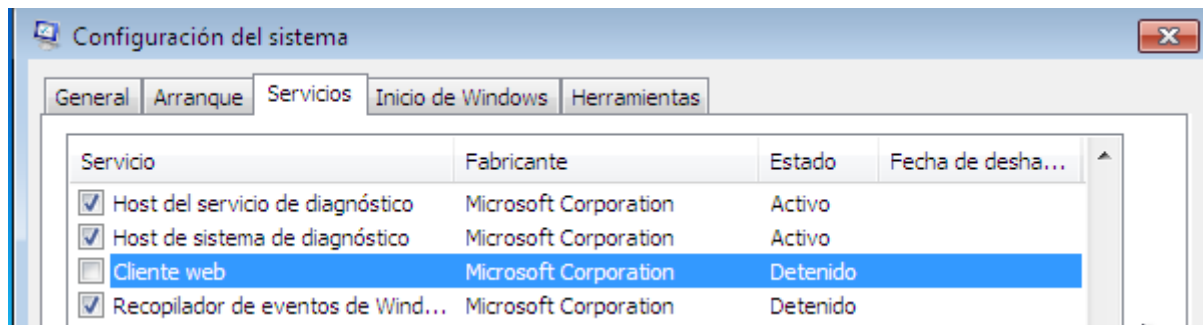 Configuración del sistema
General Arranque Servicios Inicio de Windows Herramientas
Servicio Fabricante Estado Fecha de desha...
Host del servicio de diagnóstico Microsoft Corporation Activo
Host de sistema de diagnóstico Microsoft Corporation Activo
Cliente web Microsoft Corporation Detenido
Recopilador de eventos de Wind... Microsoft Corporation Detenido